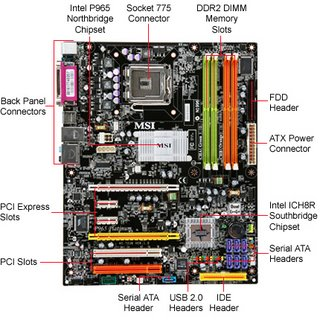 Intel P965
Northbridge
Chipset
Socket 775
Connector
DDR2 DIMM
Memory
Slots
Back Panel
Connectors
FDD
Header
ATX Power
Connector
MSI
MSI
PCI Express
Slots
P965 Platinum
Intel ICH8R
Southbridge
Chipset
Serial ATA
Headers
PCI Slots
Serial ATA
Header
USB 2.0
Headers
IDE
Header